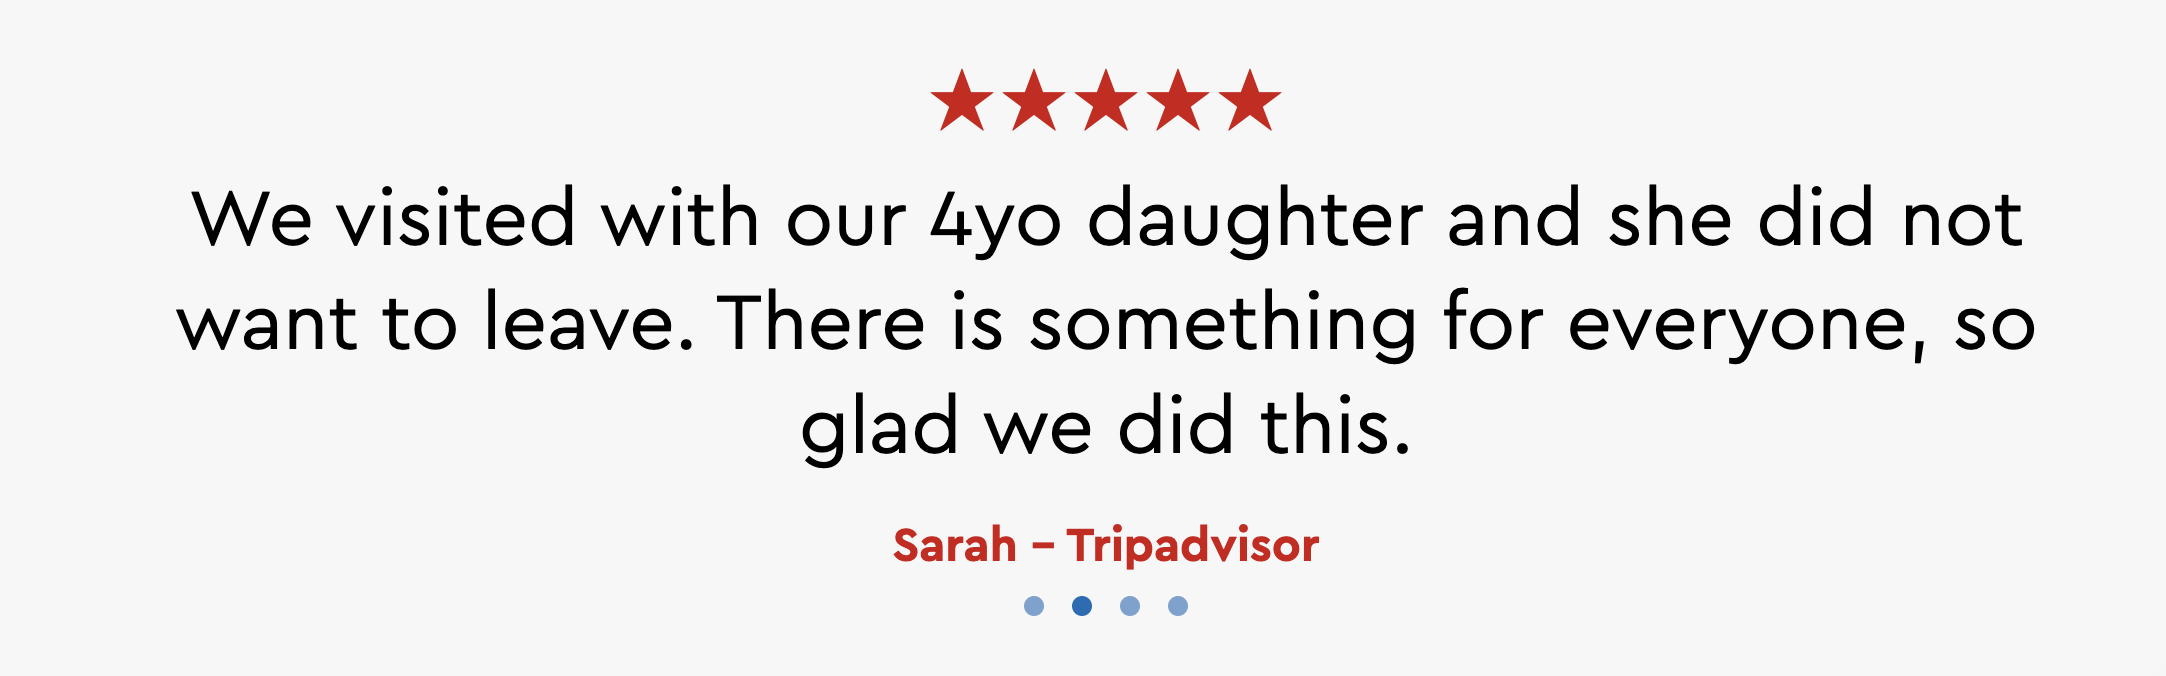 We visited with our 4yo daughter and she did not
want to leave. There is something for everyone, so
glad we did this.
Sarah – Tripadvisor